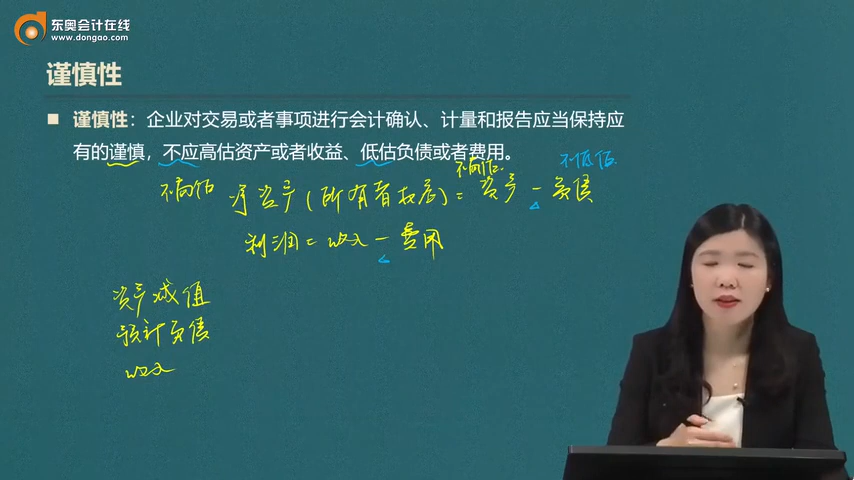 东奥会计在线
www.dongao.com
谨慎性
■ 谨慎性：企业对交易或者事项进行会计确认、计量和报告应当保持应
有的谨慎，不应高估资产或者收益、低估负债或者费用。
不高估 不低估
不高估 净资产(所有者权益)=资产-负债
利润=收入-费用
资产减值
预计负债
收入